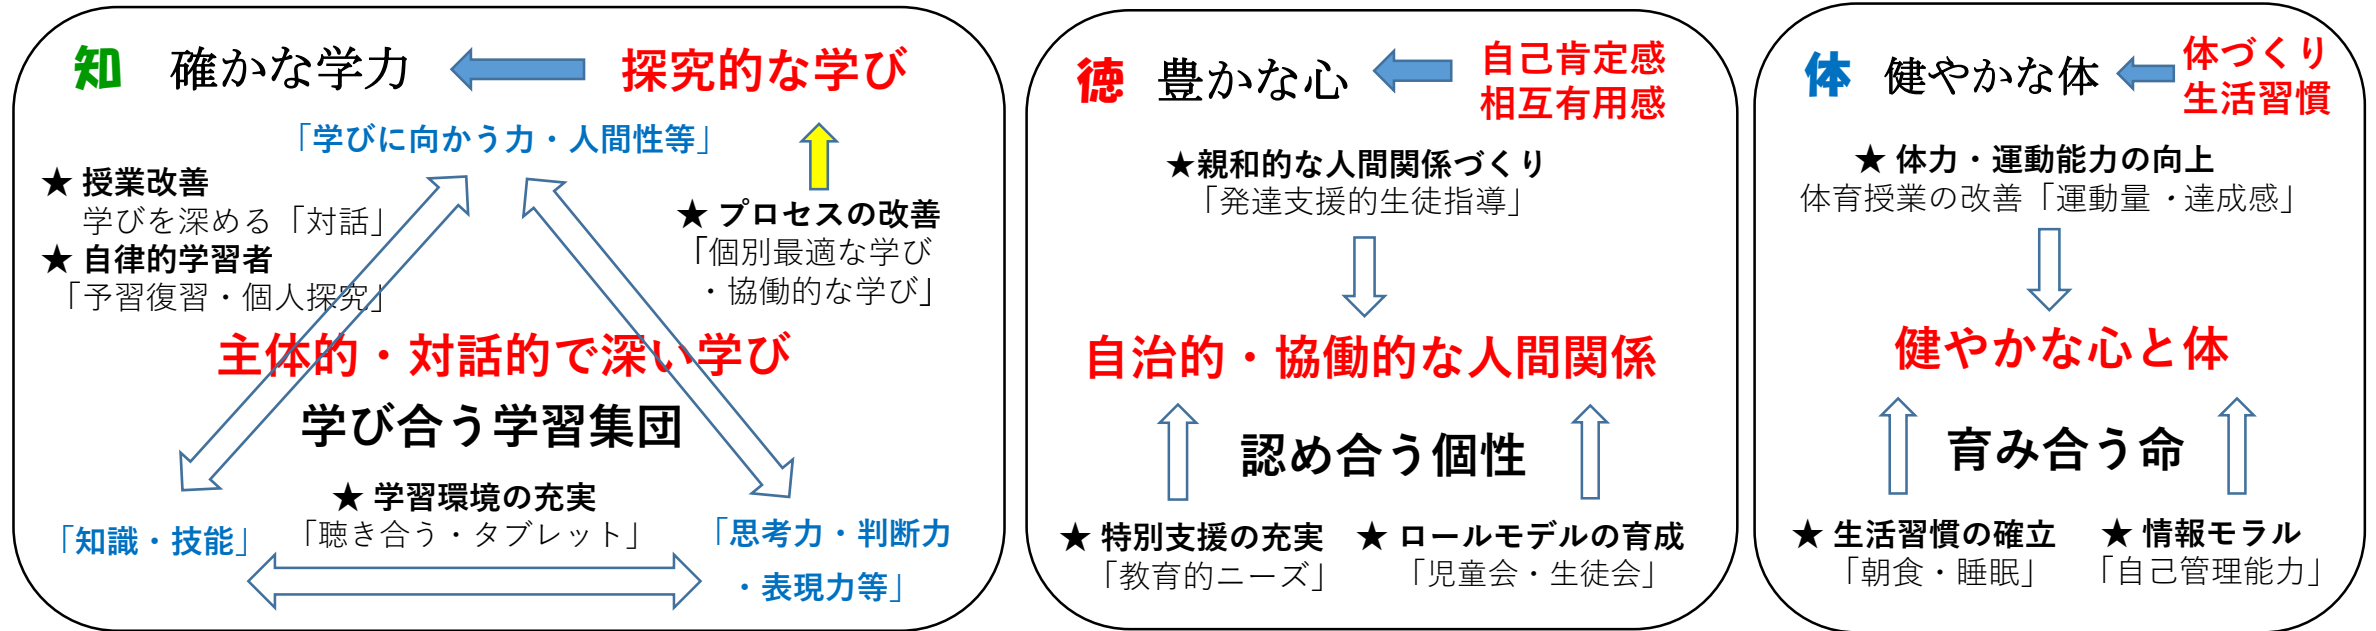 知 確かな学力 探究的な学び
「学びに向かう力・人間性等」
★ 授業改善
学びを深める「対話」
★ 自律的学習者
「予習復習・個人探究」
★ プロセスの改善
「個別最適な学び
・協働的な学び」
主体的・対話的で深い学び
学び合う学習集団
★ 学習環境の充実
「聴き合う・タブレット」
「知識・技能」
「思考力・判断力
・表現力等」
徳 豊かな心
自己肯定感
相互有用感
★親和的な人間関係づくり
「発達支援的生徒指導」
自治的・協働的な人間関係
認め合う個性
★ 特別支援の充実
「教育的ニーズ」
★ ロールモデルの育成
「児童会・生徒会」
体 健やかな体
体づくり
生活習慣
★ 体力・運動能力の向上
体育授業の改善「運動量・達成感」
健やかな心と体
育み合う命
★ 生活習慣の確立
「朝食・睡眠」
★ 情報モラル
「自己管理能力」